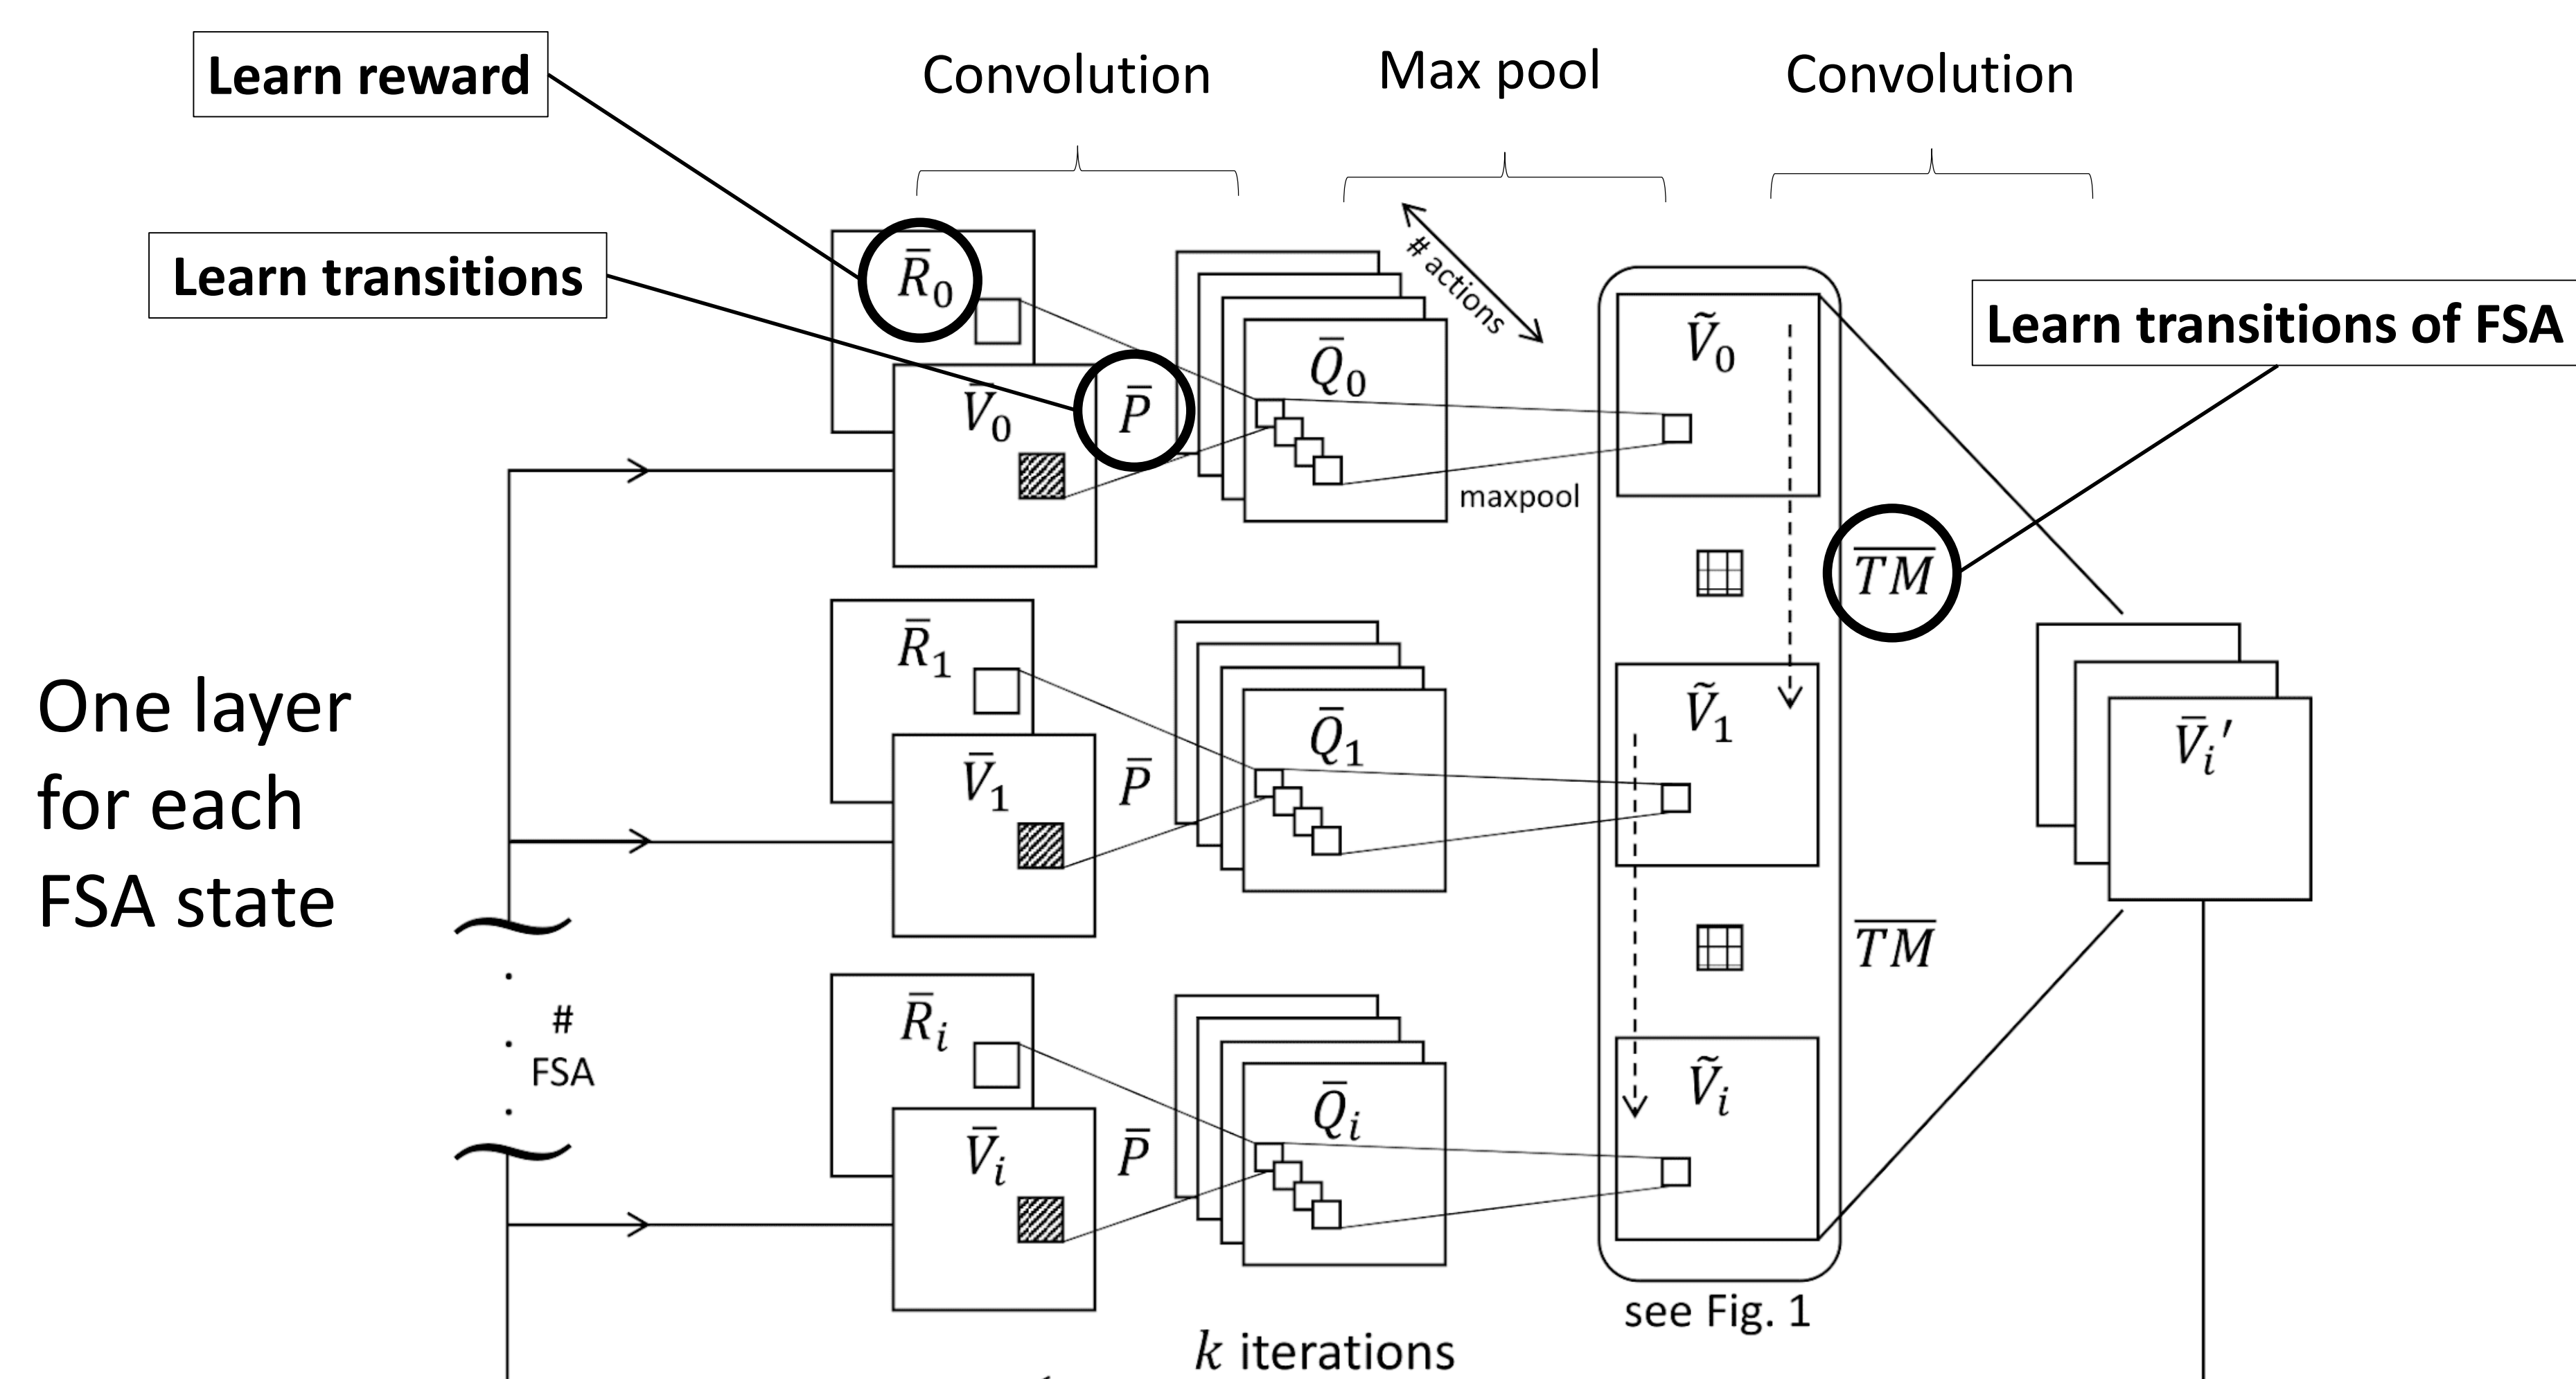 Learn reward
Convolution
Max pool
Convolution
Learn transitions
# actions
Learn transitions of FSA
R̄₀
V̄₀
P̄
Q̄₀
Ṽ₀
maxpool
T̅M̅
One layer
for each
FSA state
R̄₁
V̄₁
P̄
Q̄₁
Ṽ₁
V̄ᵢ′
T̅M̅
#
FSA
R̄ᵢ
V̄ᵢ
P̄
Q̄ᵢ
Ṽᵢ
see Fig. 1
k iterations